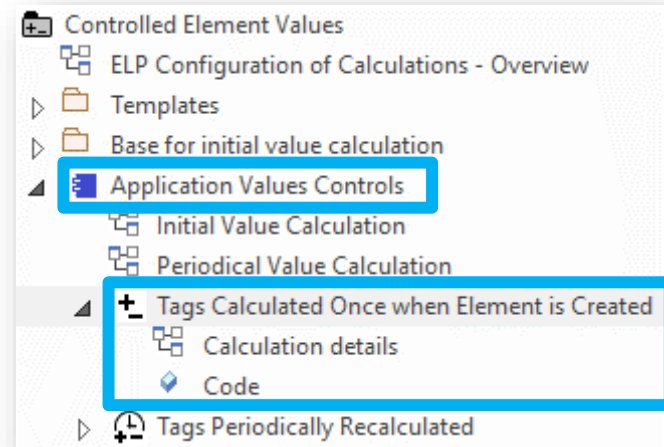 Controlled Element Values
ELP Configuration of Calculations - Overview
Templates
Base for initial value calculation
Application Values Controls
Initial Value Calculation
Periodical Value Calculation
Tags Calculated Once when Element is Created
Calculation details
Code
Tags Periodically Recalculated